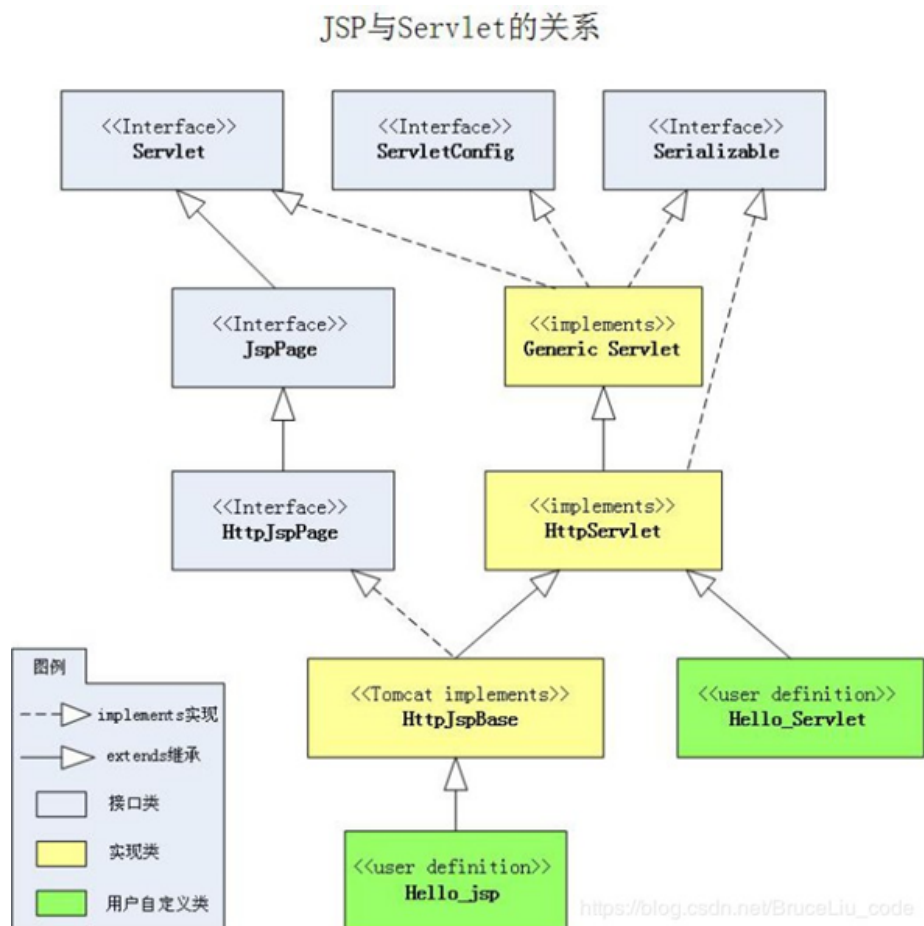 JSP与Servlet的关系
<<Interface>>
Servlet
<<Interface>>
ServletConfig
<<Interface>>
Serializable
<<Interface>>
JspPage
<<implements>>
Generic Servlet
<<Interface>>
HttpJspPage
<<implements>>
HttpServlet
<<Tomcat implements>>
HttpJspBase
<<user definition>>
Hello_Servlet
<<user definition>>
Hello_jsp
图例
implements实现
extends继承
接口类
实现类
用户自定义类
https://blog.csdn.net/BruceLiu_code